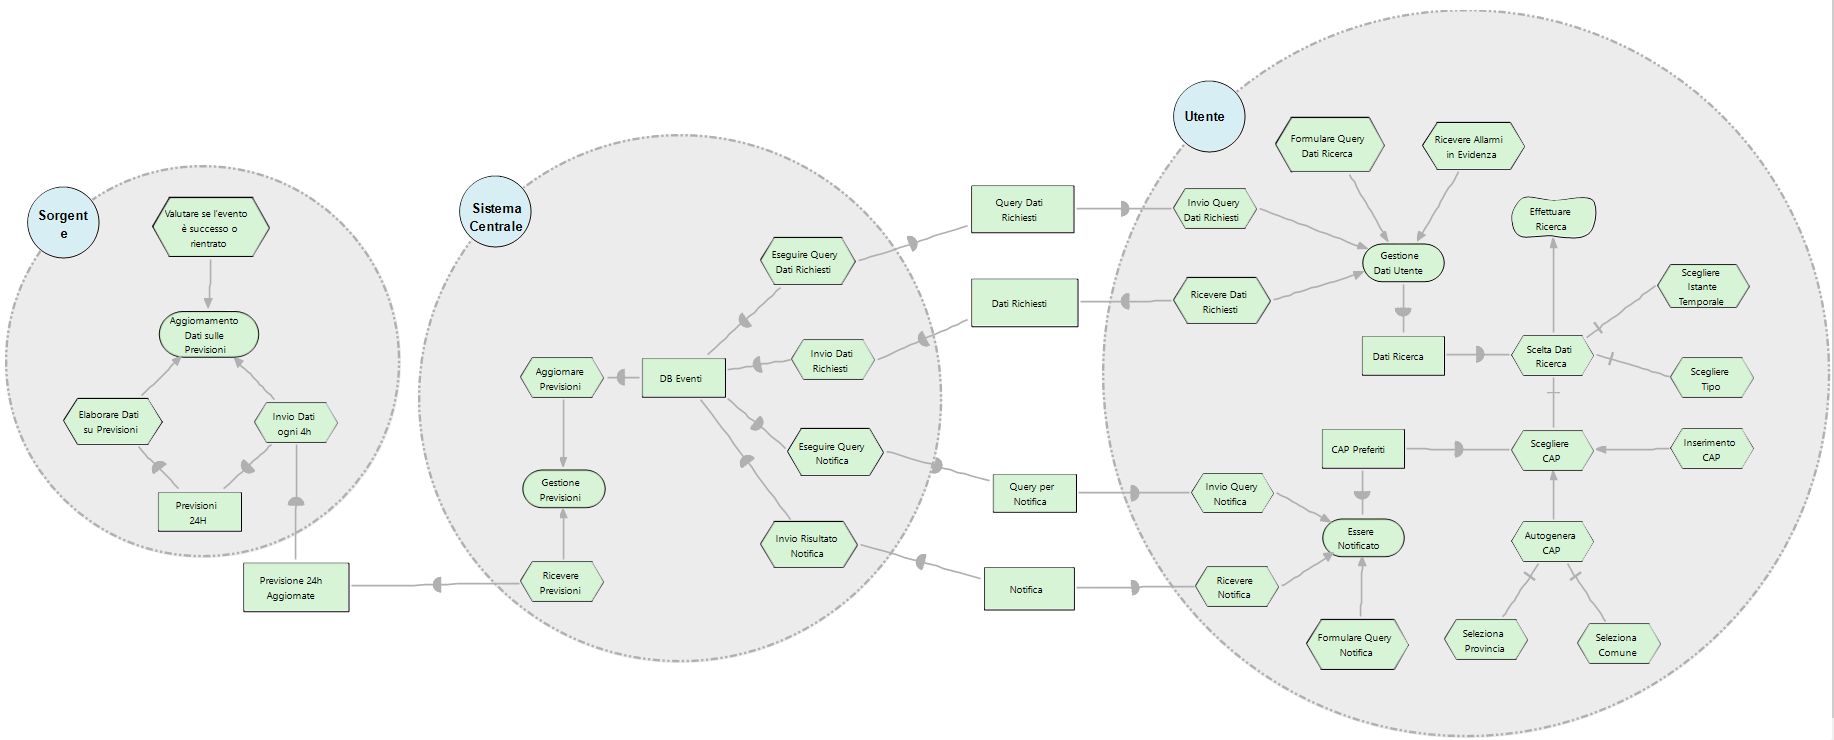 Sorgent
e
Valutare se l'evento
è successo o
rientrato
Aggiornamento
Dati sulle
Previsioni
Elaborare Dati
su Previsioni
Invio Dati
ogni 4h
Previsioni
24H
Previsione 24h
Aggiornate
Sistema
Centrale
Eseguire Query
Dati Richiesti
Invio Dati
Richiesti
Aggiornare
Previsioni
DB Eventi
Eseguire Query
Notifica
Gestione
Previsioni
Invio Risultato
Notifica
Ricevere
Previsioni
Query Dati
Richiesti
Dati Richiesti
Query per
Notifica
Notifica
Utente
Formulare Query
Dati Ricerca
Ricevere Allarmi
in Evidenza
Invio Query
Dati Richiesti
Effettuare
Ricerca
Gestione
Dati Utente
Ricevere Dati
Richiesti
Scegliere
Istante
Temporale
Dati Ricerca
Scelta Dati
Ricerca
Scegliere
Tipo
CAP Preferiti
Scegliere
CAP
Inserimento
CAP
Invio Query
Notifica
Essere
Notificato
Autogenera
CAP
Ricevere
Notifica
Formulare Query
Notifica
Seleziona
Provincia
Seleziona
Comune